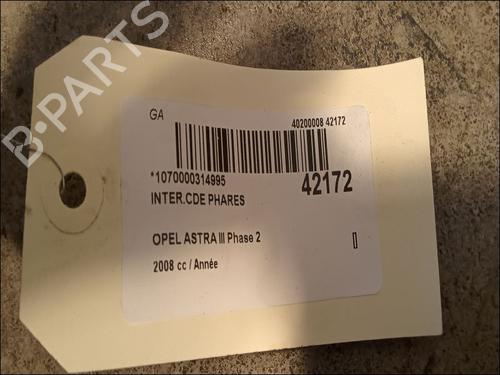 B-PARTS
GA
40200008 42172
*1070000314995
42172
INTER.CDE PHARES
OPEL ASTRA III Phase 2
2008 cc / Année